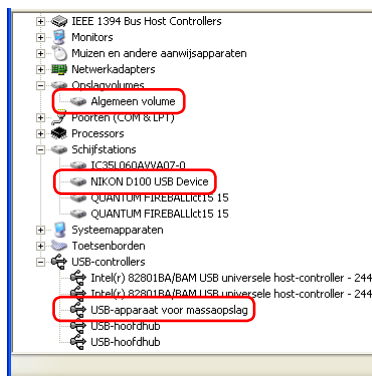 IEEE 1394 Bus Host Controllers
Monitors
Muizen en andere aanwijsapparaten
Netwerkadapters
Opslagvolumes
Algemeen volume
Poorten (COM & LPT)
Processors
Schijfstations
IC35L060AVVA07-0
NIKON D100 USB Device
QUANTUM FIREBALLlct15 15
QUANTUM FIREBALLlct15 15
Systeemapparaten
Toetsenborden
USB-controllers
Intel(r) 82801BA/BAM USB universele host-controller - 244
Intel(r) 82801BA/BAM USB universele host-controller - 244
USB-apparaat voor massaopslag
USB-hoofdhub
USB-hoofdhub